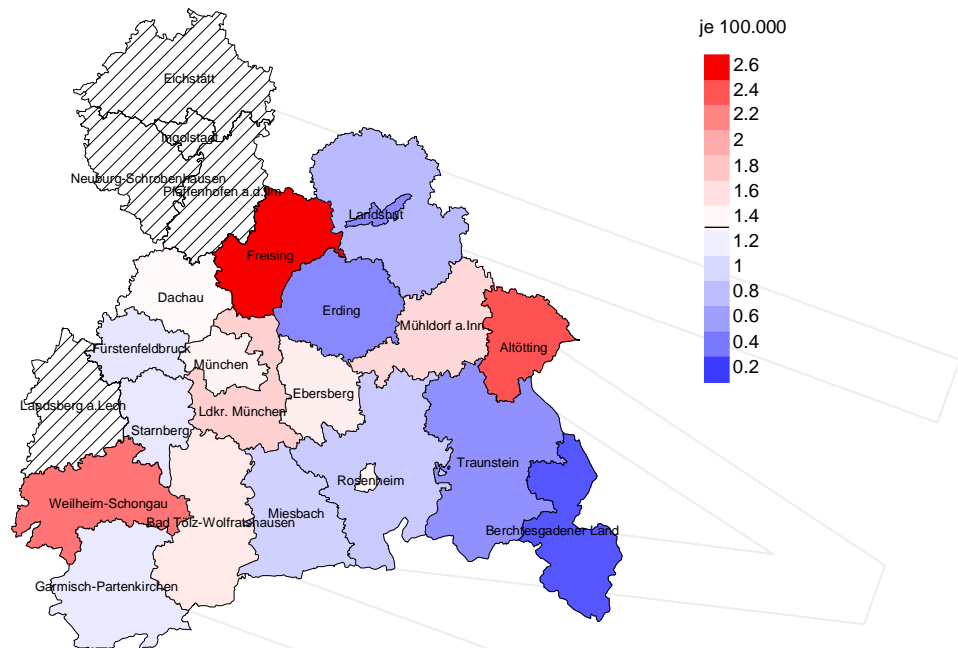 je 100.000
2.6
2.4
2.2
2
1.8
1.6
1.4
1.2
1
0.8
0.6
0.4
0.2
Eichstätt
Ingolstadt
Neuburg-Schrobenhausen
Pfaffenhofen a.d.Ilm
Landshut
Freising
Dachau
Erding
Mühldorf a.Inn
Altötting
Fürstenfeldbruck
München
Ebersberg
Landsberg a.Lech
Ldkr. München
Starnberg
Traunstein
Rosenheim
Weilheim-Schongau
Miesbach
Bad Tölz-Wolfratshausen
Berchtesgadener Land
Garmisch-Partenkirchen